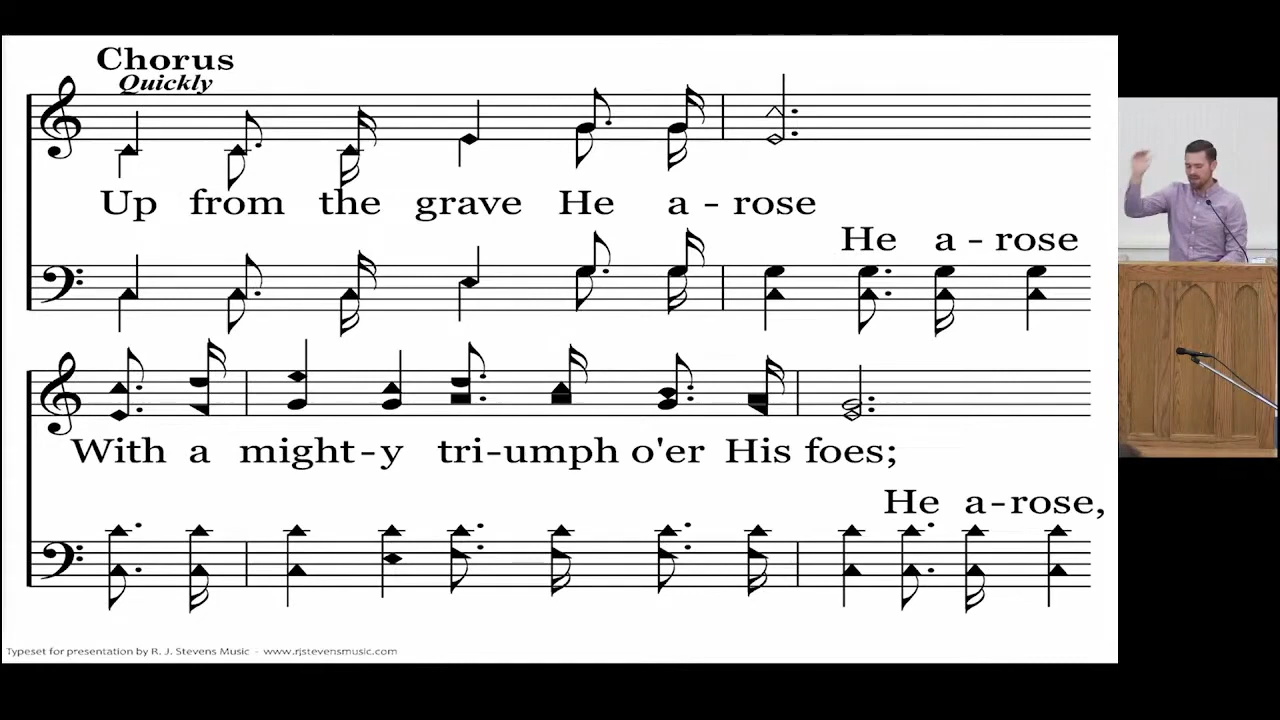 Chorus
Quickly
Up from the grave He a - rose
He a - rose
With a might-y tri-umph o'er His foes;
He a-rose,
Typeset for presentation by R. J. Stevens Music - www.rjstevensmusic.com